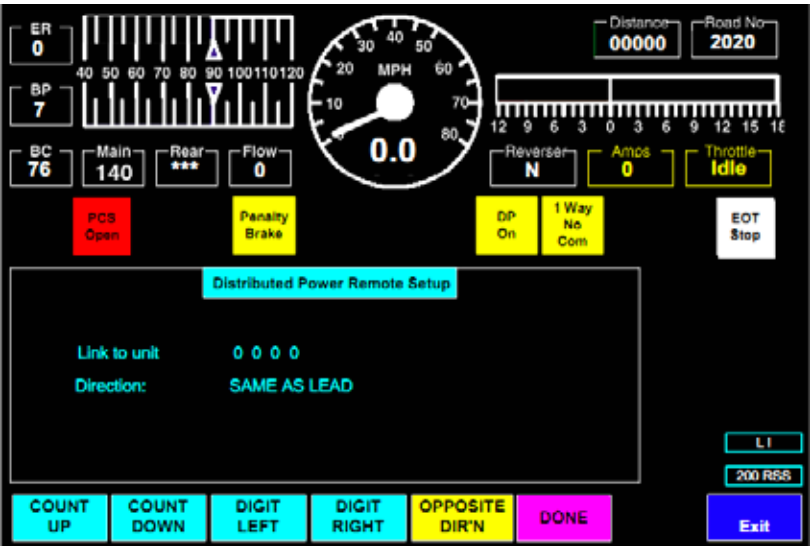 ER
0
BP
7
BC
76
Main
140
Rear
***
Flow
0
40 50 60 70 80 90 100 110 120
10 20 30 40 50 60 70 80
MPH
0.0
Distance
00000
Road No
2020
12 9 6 3 0 3 6 9 12 15 18
Reverser
N
Amps
0
Throttle
Idle
PCS
Open
Penalty
Brake
DP
On
1 Way
No
Com
EOT
Stop
Distributed Power Remote Setup
Link to unit 0 0 0 0
Direction: SAME AS LEAD
LI
200 RSS
COUNT
UP
COUNT
DOWN
DIGIT
LEFT
DIGIT
RIGHT
OPPOSITE
DIR'N
DONE
Exit